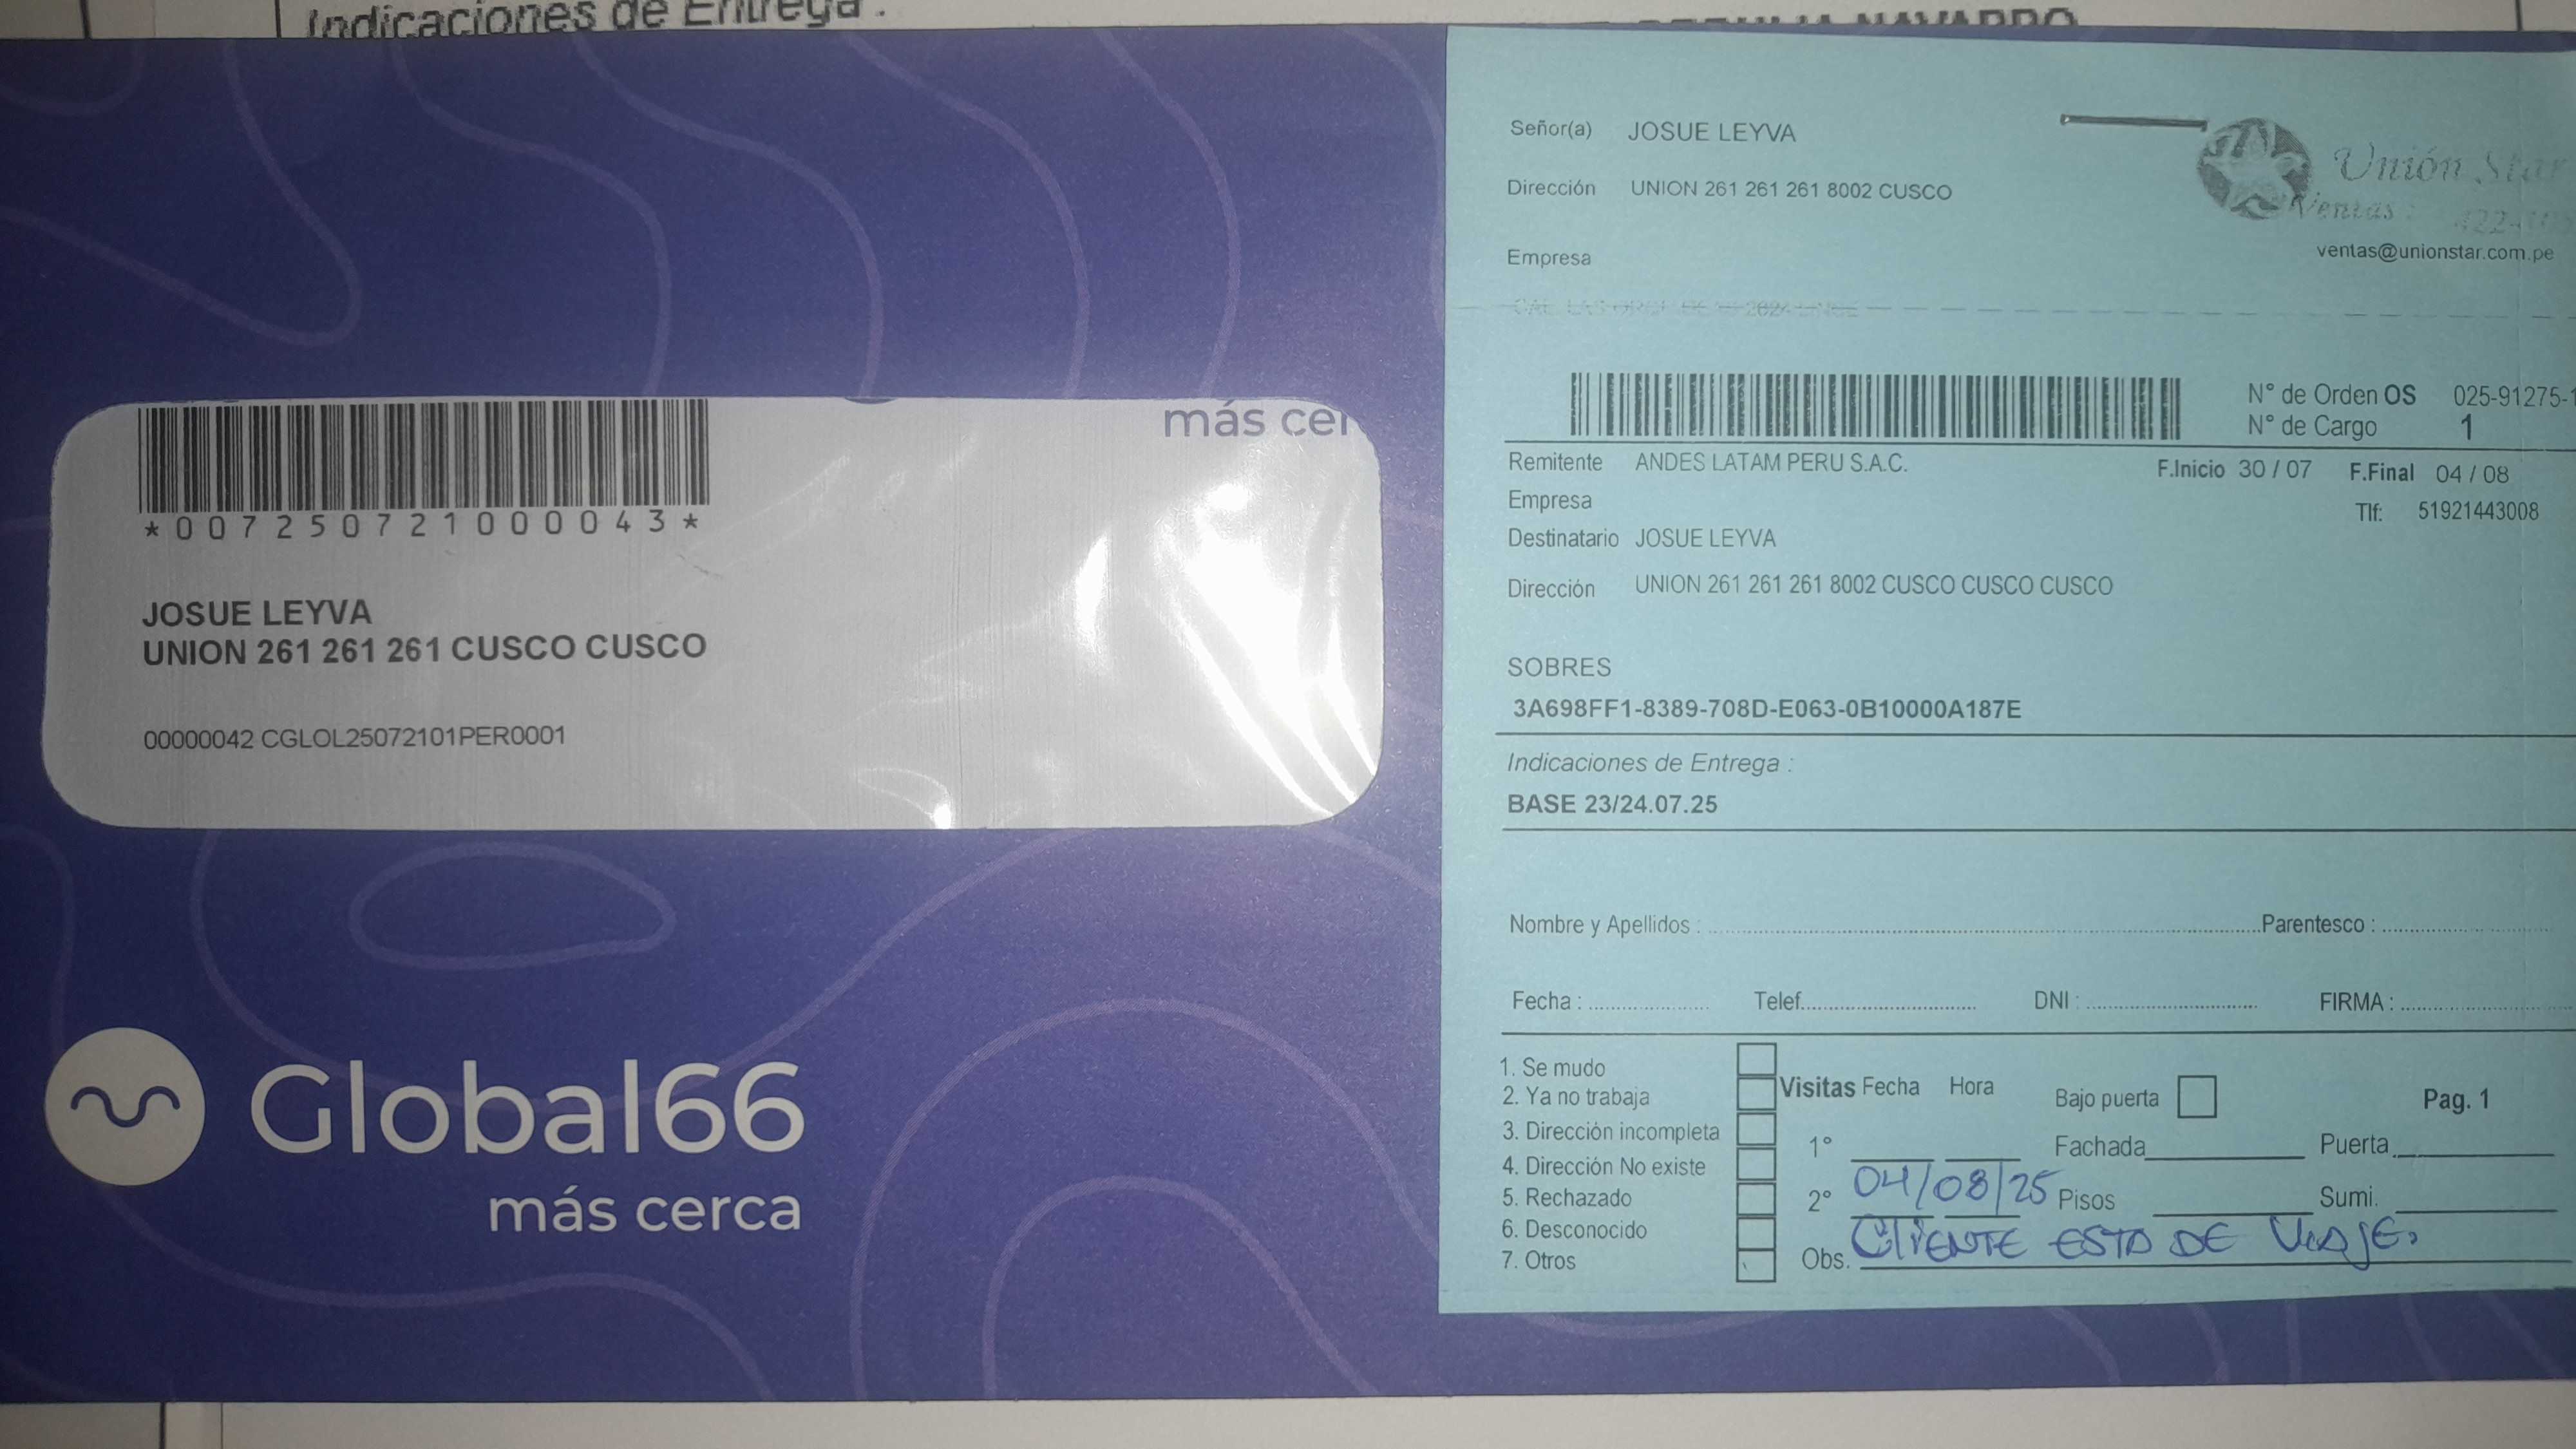 Indicaciones de Entrega :
NAVARRO
más cer
*0072507210000043*
JOSUE LEYVA
UNION 261 261 261 CUSCO CUSCO
00000042 CGLOL25072101PER0001
Global66
más cerca
Señor(a) JOSUE LEYVA
Dirección UNION 261 261 261 8002 CUSCO
Empresa
Unión Star
Ventas :
ventas@unionstar.com.pe
N° de Orden OS 025-91275-1
N° de Cargo 1
Remitente ANDES LATAM PERU S.A.C.
F.Inicio 30 / 07 F.Final 04 / 08
Empresa
Tlf: 51921443008
Destinatario JOSUE LEYVA
Dirección UNION 261 261 261 8002 CUSCO CUSCO CUSCO
SOBRES
3A698FF1-8389-708D-E063-0B10000A187E
Indicaciones de Entrega :
BASE 23/24.07.25
Nombre y Apellidos : Parentesco :
Fecha : Telef. DNI : FIRMA :
1. Se mudo
2. Ya no trabaja
3. Dirección incompleta
4. Dirección No existe
5. Rechazado
6. Desconocido
7. Otros
Visitas Fecha Hora
1°
2° 04/08/25
Obs. CLIENTE ESTA DE VIAJE.
Bajo puerta Pag. 1
Fachada Puerta
Pisos Sumi.